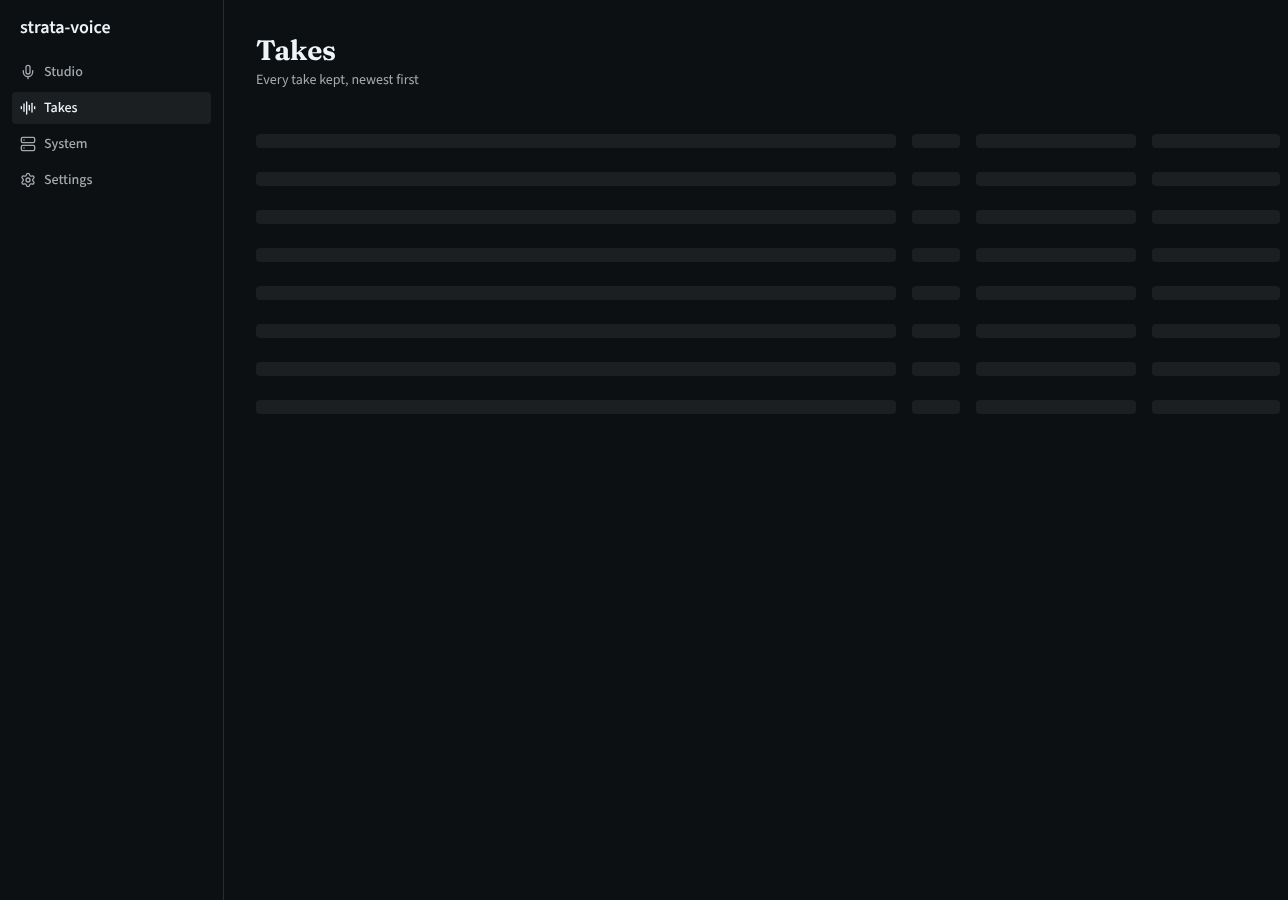 strata-voice
Studio
Takes
System
Settings
Takes
Every take kept, newest first